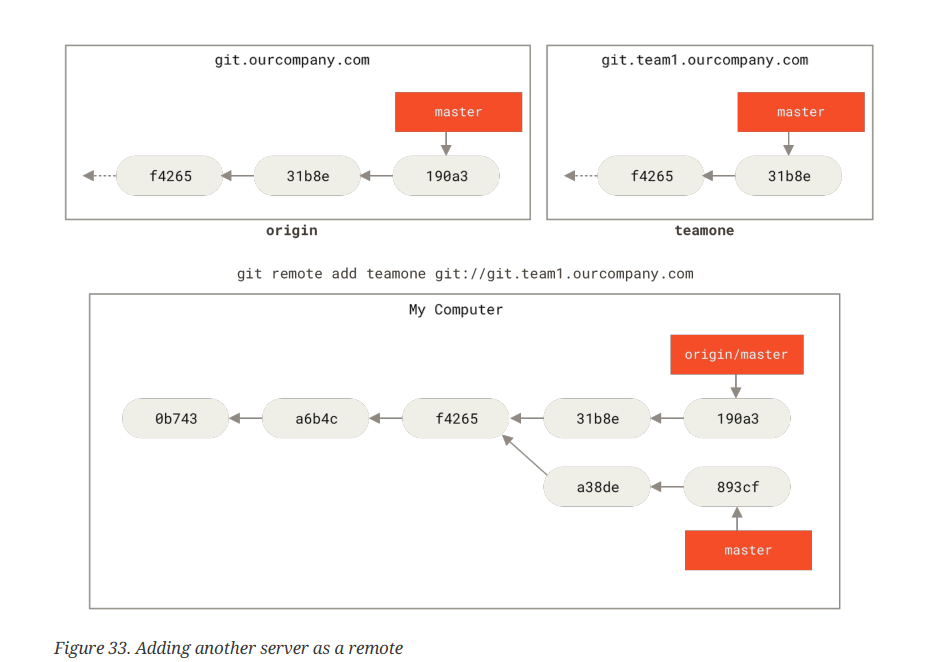 git.ourcompany.com
master
f4265
31b8e
190a3
origin
git.team1.ourcompany.com
master
f4265
31b8e
teamone
git remote add teamone git://git.team1.ourcompany.com
My Computer
origin/master
0b743
a6b4c
f4265
31b8e
190a3
a38de
893cf
master
Figure 33. Adding another server as a remote